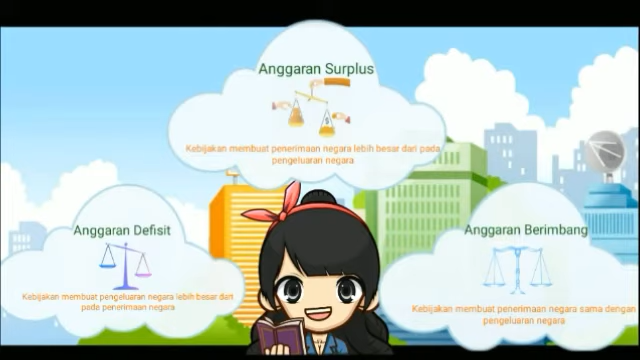 Anggaran Surplus
$
Kebijakan membuat penerimaan negara lebih besar dari pada
pengeluaran negara
Anggaran Defisit
Kebijakan membuat pengeluaran negara lebih besar dari
pada penerimaan negara
Anggaran Berimbang
Kebijakan membuat penerimaan negara sama dengan
pengeluaran negara